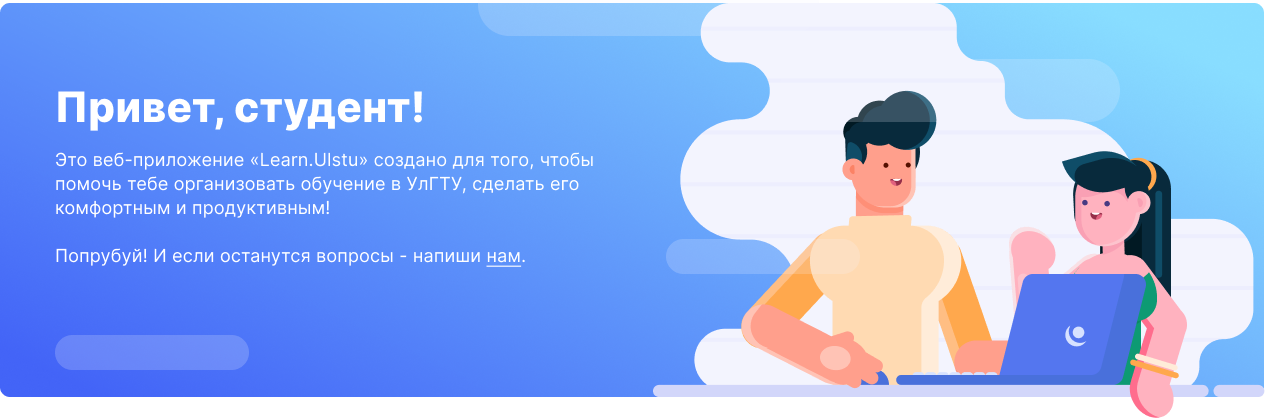 Привет, студент!
Это веб-приложение «Learn.Ulstu» создано для того, чтобы
помочь тебе организовать обучение в УлГТУ, сделать его
комфортным и продуктивным!
Попрубуй! И если останутся вопросы - напиши нам.